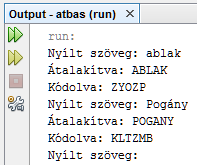 Output - atbas (run)
run:
Nyílt szöveg: ablak
Átalakítva: ABLAK
Kódolva: ZYOZP
Nyílt szöveg: Pogány
Átalakítva: POGANY
Kódolva: KLTZMB
Nyílt szöveg: